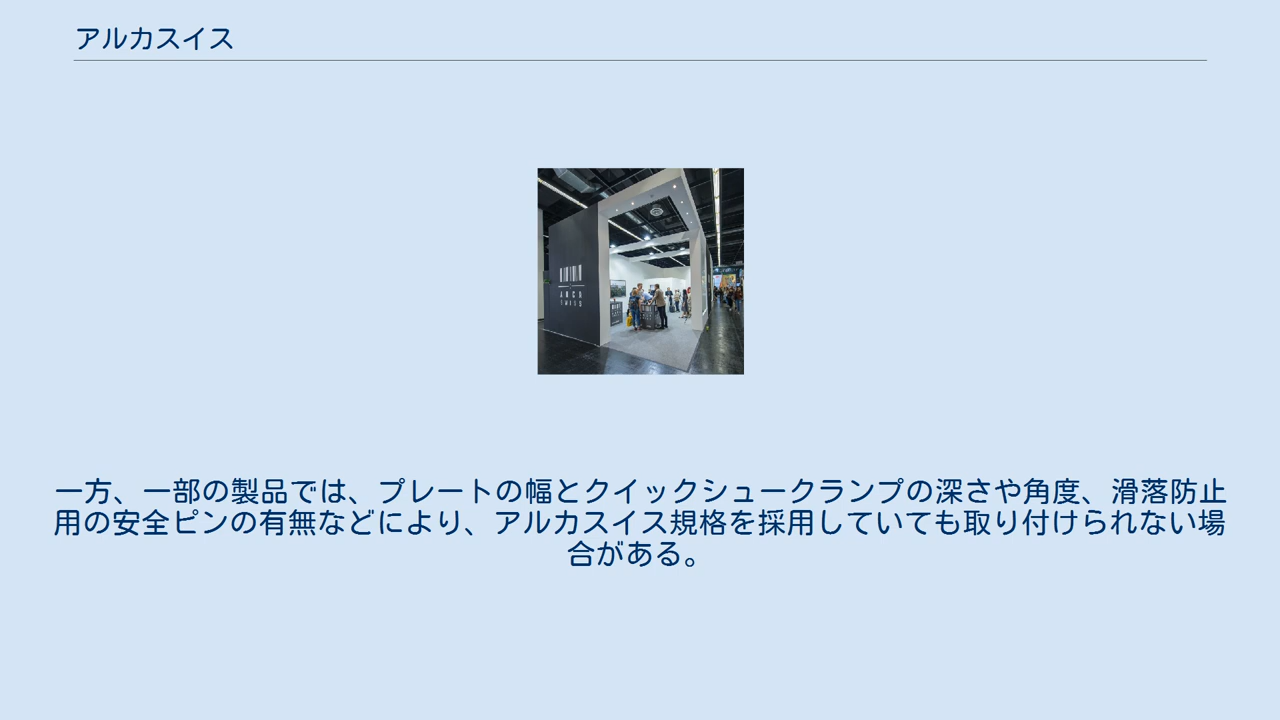 アルカスイス
ARCA
SWISS
一方、一部の製品では、プレートの幅とクイックシュークランプの深さや角度、滑落防止
用の安全ピンの有無などにより、アルカスイス規格を採用していても取り付けられない場
合がある。